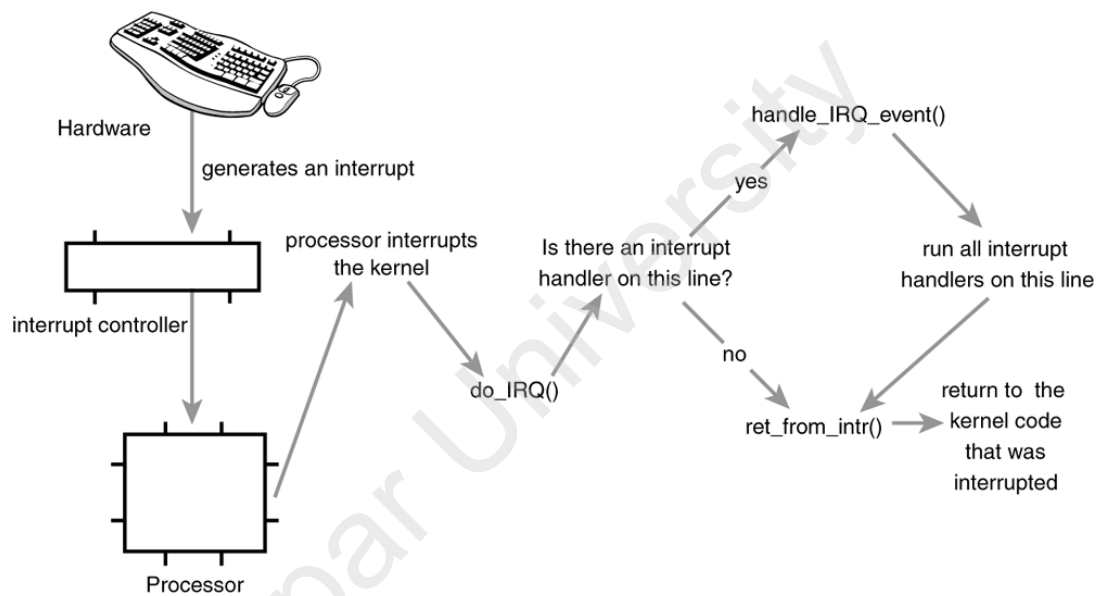 Hardware
generates an interrupt
interrupt controller
Processor
processor interrupts
the kernel
do_IRQ()
Is there an interrupt
handler on this line?
yes
no
handle_IRQ_event()
run all interrupt
handlers on this line
ret_from_intr()
return to the
kernel code
that was
interrupted
par University